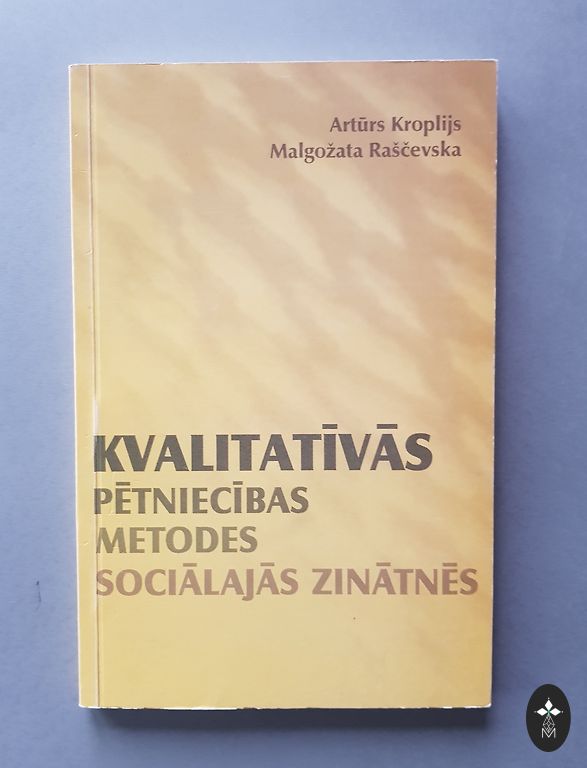 Artūrs Kroplijs
Malgožata Raščevska
KVALITATĪVĀS
PĒTNIECĪBAS
METODES
SOCIĀLAJĀS ZINĀTNĒS
M